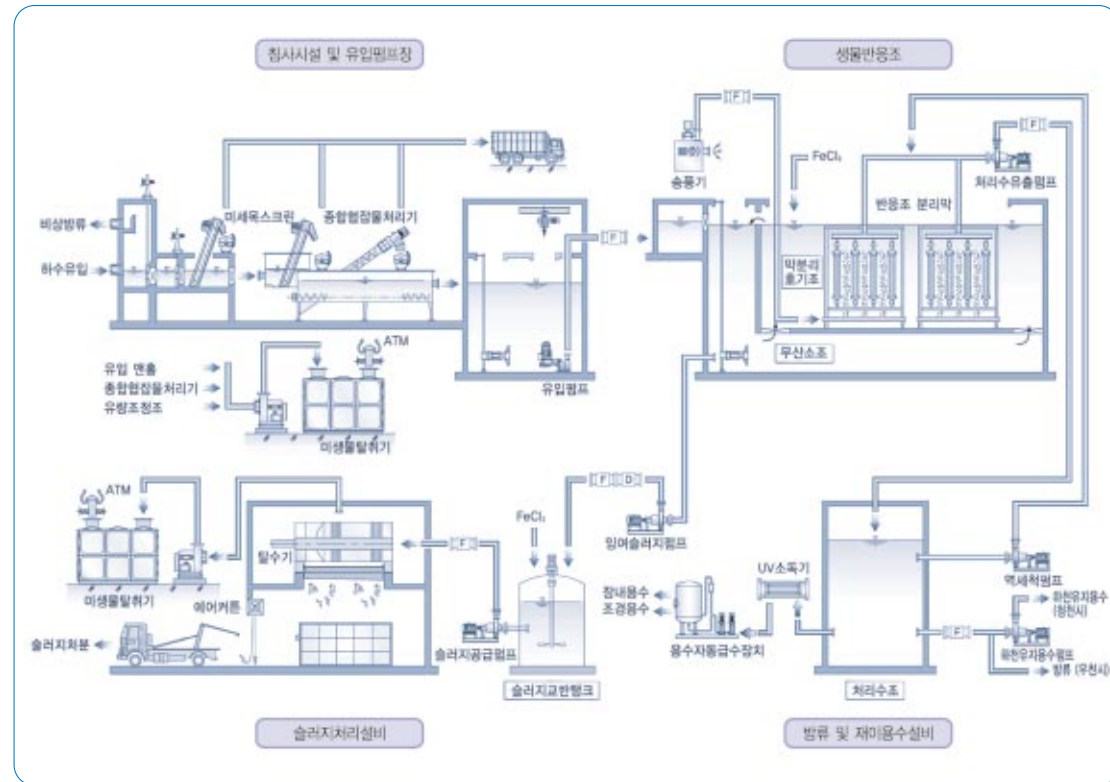 침사시설 및 유입펌프장
생물반응조
F
F
송풍기
FeCl₃
처리수유출펌프
미세목스크린
종합협잡물처리기
반응조 분리막
비상방류
하수유입
F
막분리
호기조
무산소조
ATM
유입 맨홀
종합협잡물처리기
유량조정조
유입펌프
미생물탈취기
ATM
FeCl₃
F
D
탈수기
F
잉여슬러지펌프
미생물탈취기
에어커튼
UV소독기
역세척펌프
장내용수
조경용수
하천유지용수
(청천시)
슬러지처분
슬러지공급펌프
용수자동급수장치
F
하천유지용수펌프
방류 (우천시)
슬러지교반탱크
처리수조
슬러지처리설비
방류 및 재이용수설비